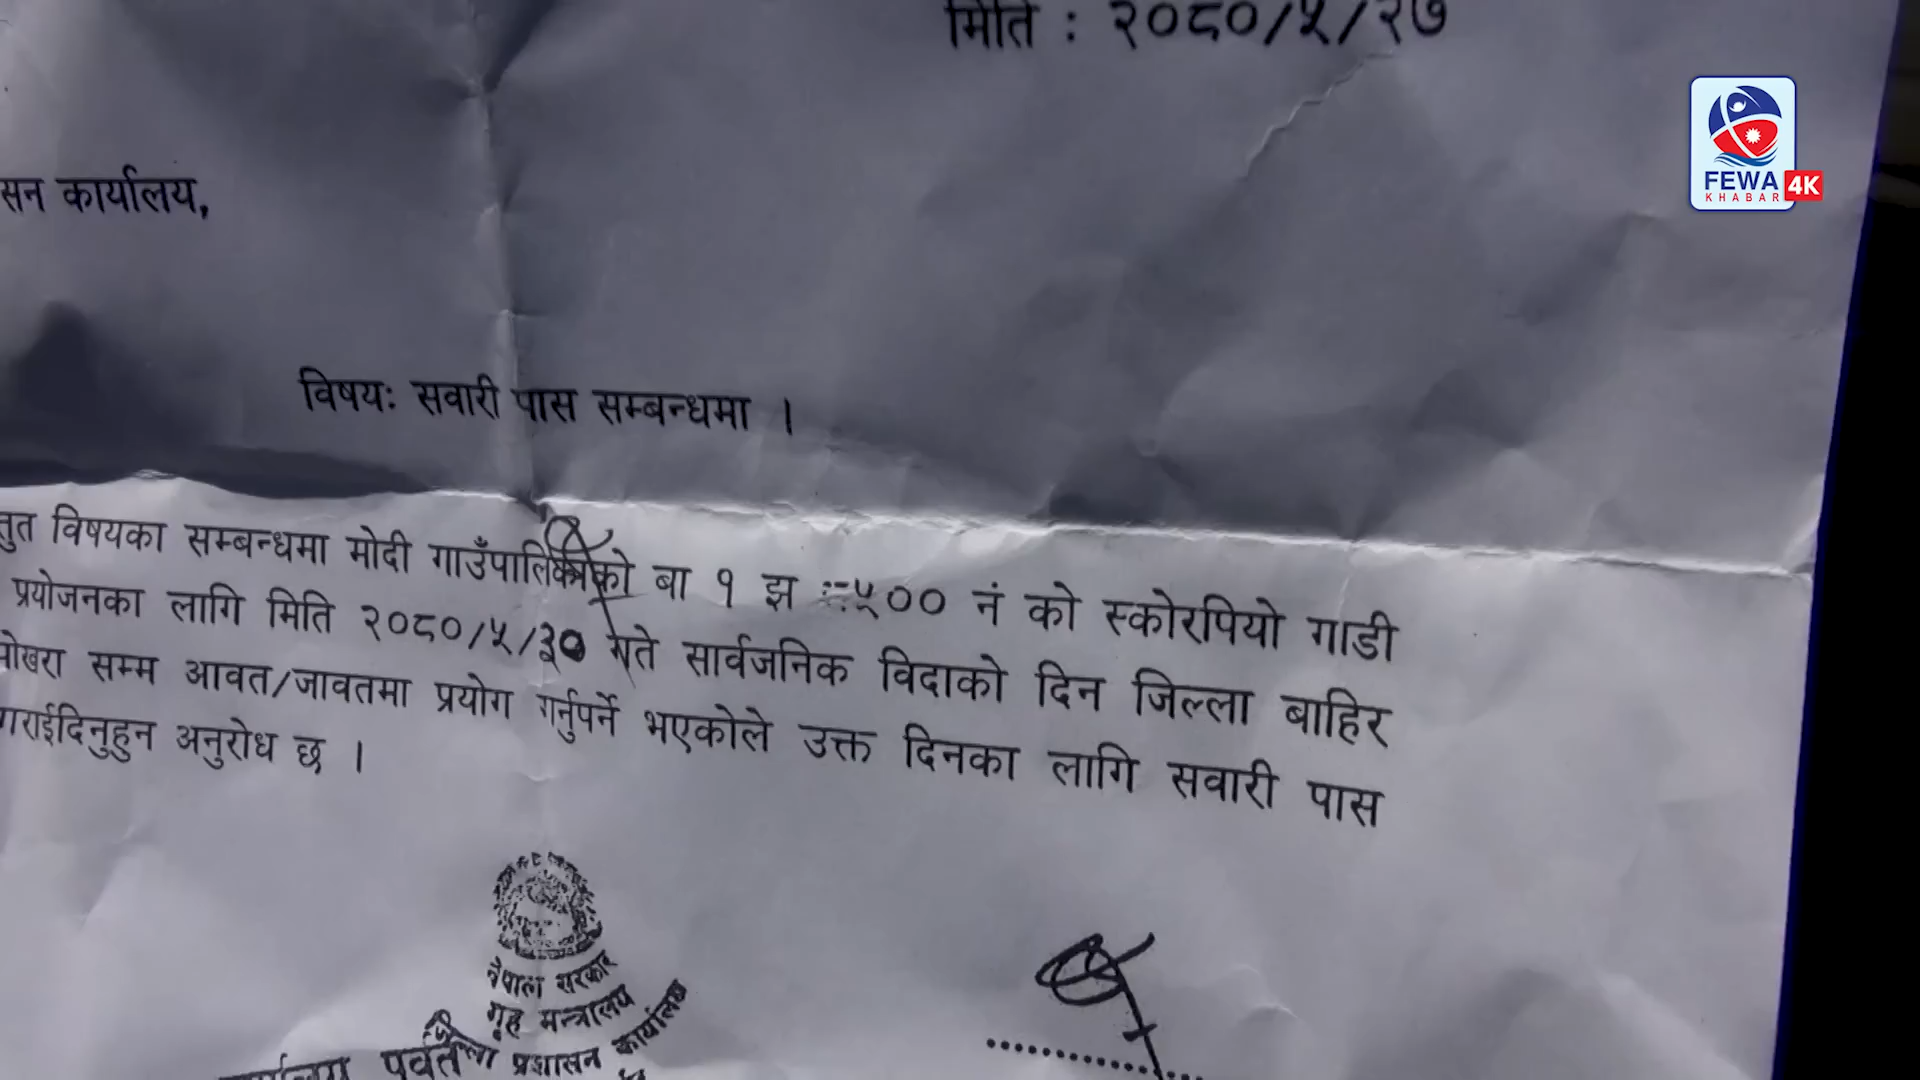 मिति : २०८०/५/२७
FEWA 4K
KHABAR
सन कार्यालय,
विषयः सवारी पास सम्बन्धमा ।
तुत विषयका सम्बन्धमा मोदी गाउँपालिकाको बा १ झ ५०० नं को स्कोरपियो गाडी
प्रयोजनका लागि मिति २०८०/५/३० गते सार्वजनिक विदाको दिन जिल्ला बाहिर
पोखरा सम्म आवत/जावतमा प्रयोग गर्नुपर्ने भएकोले उक्त दिनका लागि सवारी पास
गराईदिनुहुन अनुरोध छ ।
नेपाल सरकार
गृह मन्त्रालय
जिल्ला प्रशासन कार्यालय
पर्वत